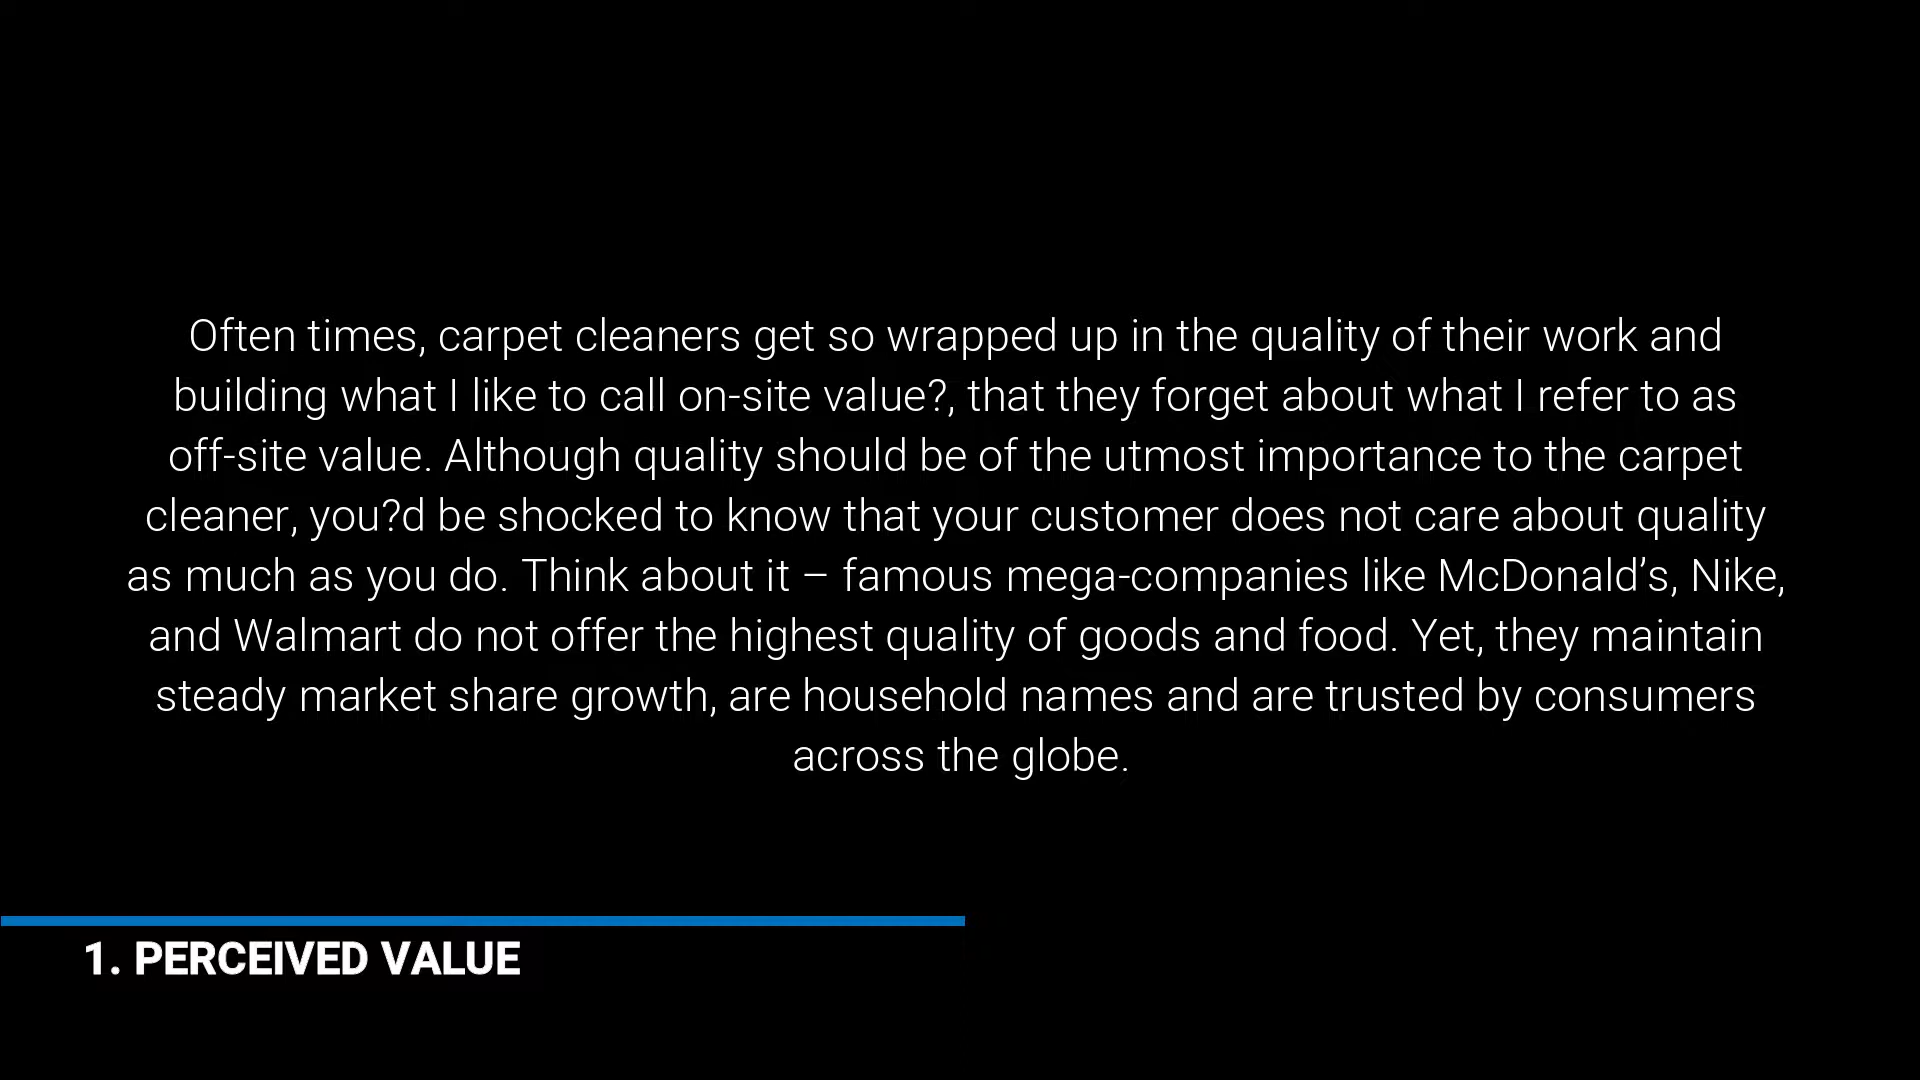 Often times, carpet cleaners get so wrapped up in the quality of their work and
building what I like to call on-site value?, that they forget about what I refer to as
off-site value. Although quality should be of the utmost importance to the carpet
cleaner, you?d be shocked to know that your customer does not care about quality
as much as you do. Think about it – famous mega-companies like McDonald’s, Nike,
and Walmart do not offer the highest quality of goods and food. Yet, they maintain
steady market share growth, are household names and are trusted by consumers
across the globe.
1. PERCEIVED VALUE